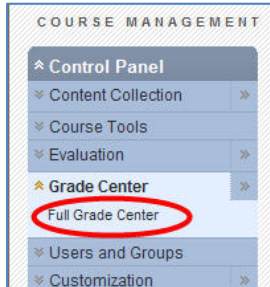 COURSE MANAGEMENT
Control Panel
Content Collection
Course Tools
Evaluation
Grade Center
Full Grade Center
Users and Groups
Customization